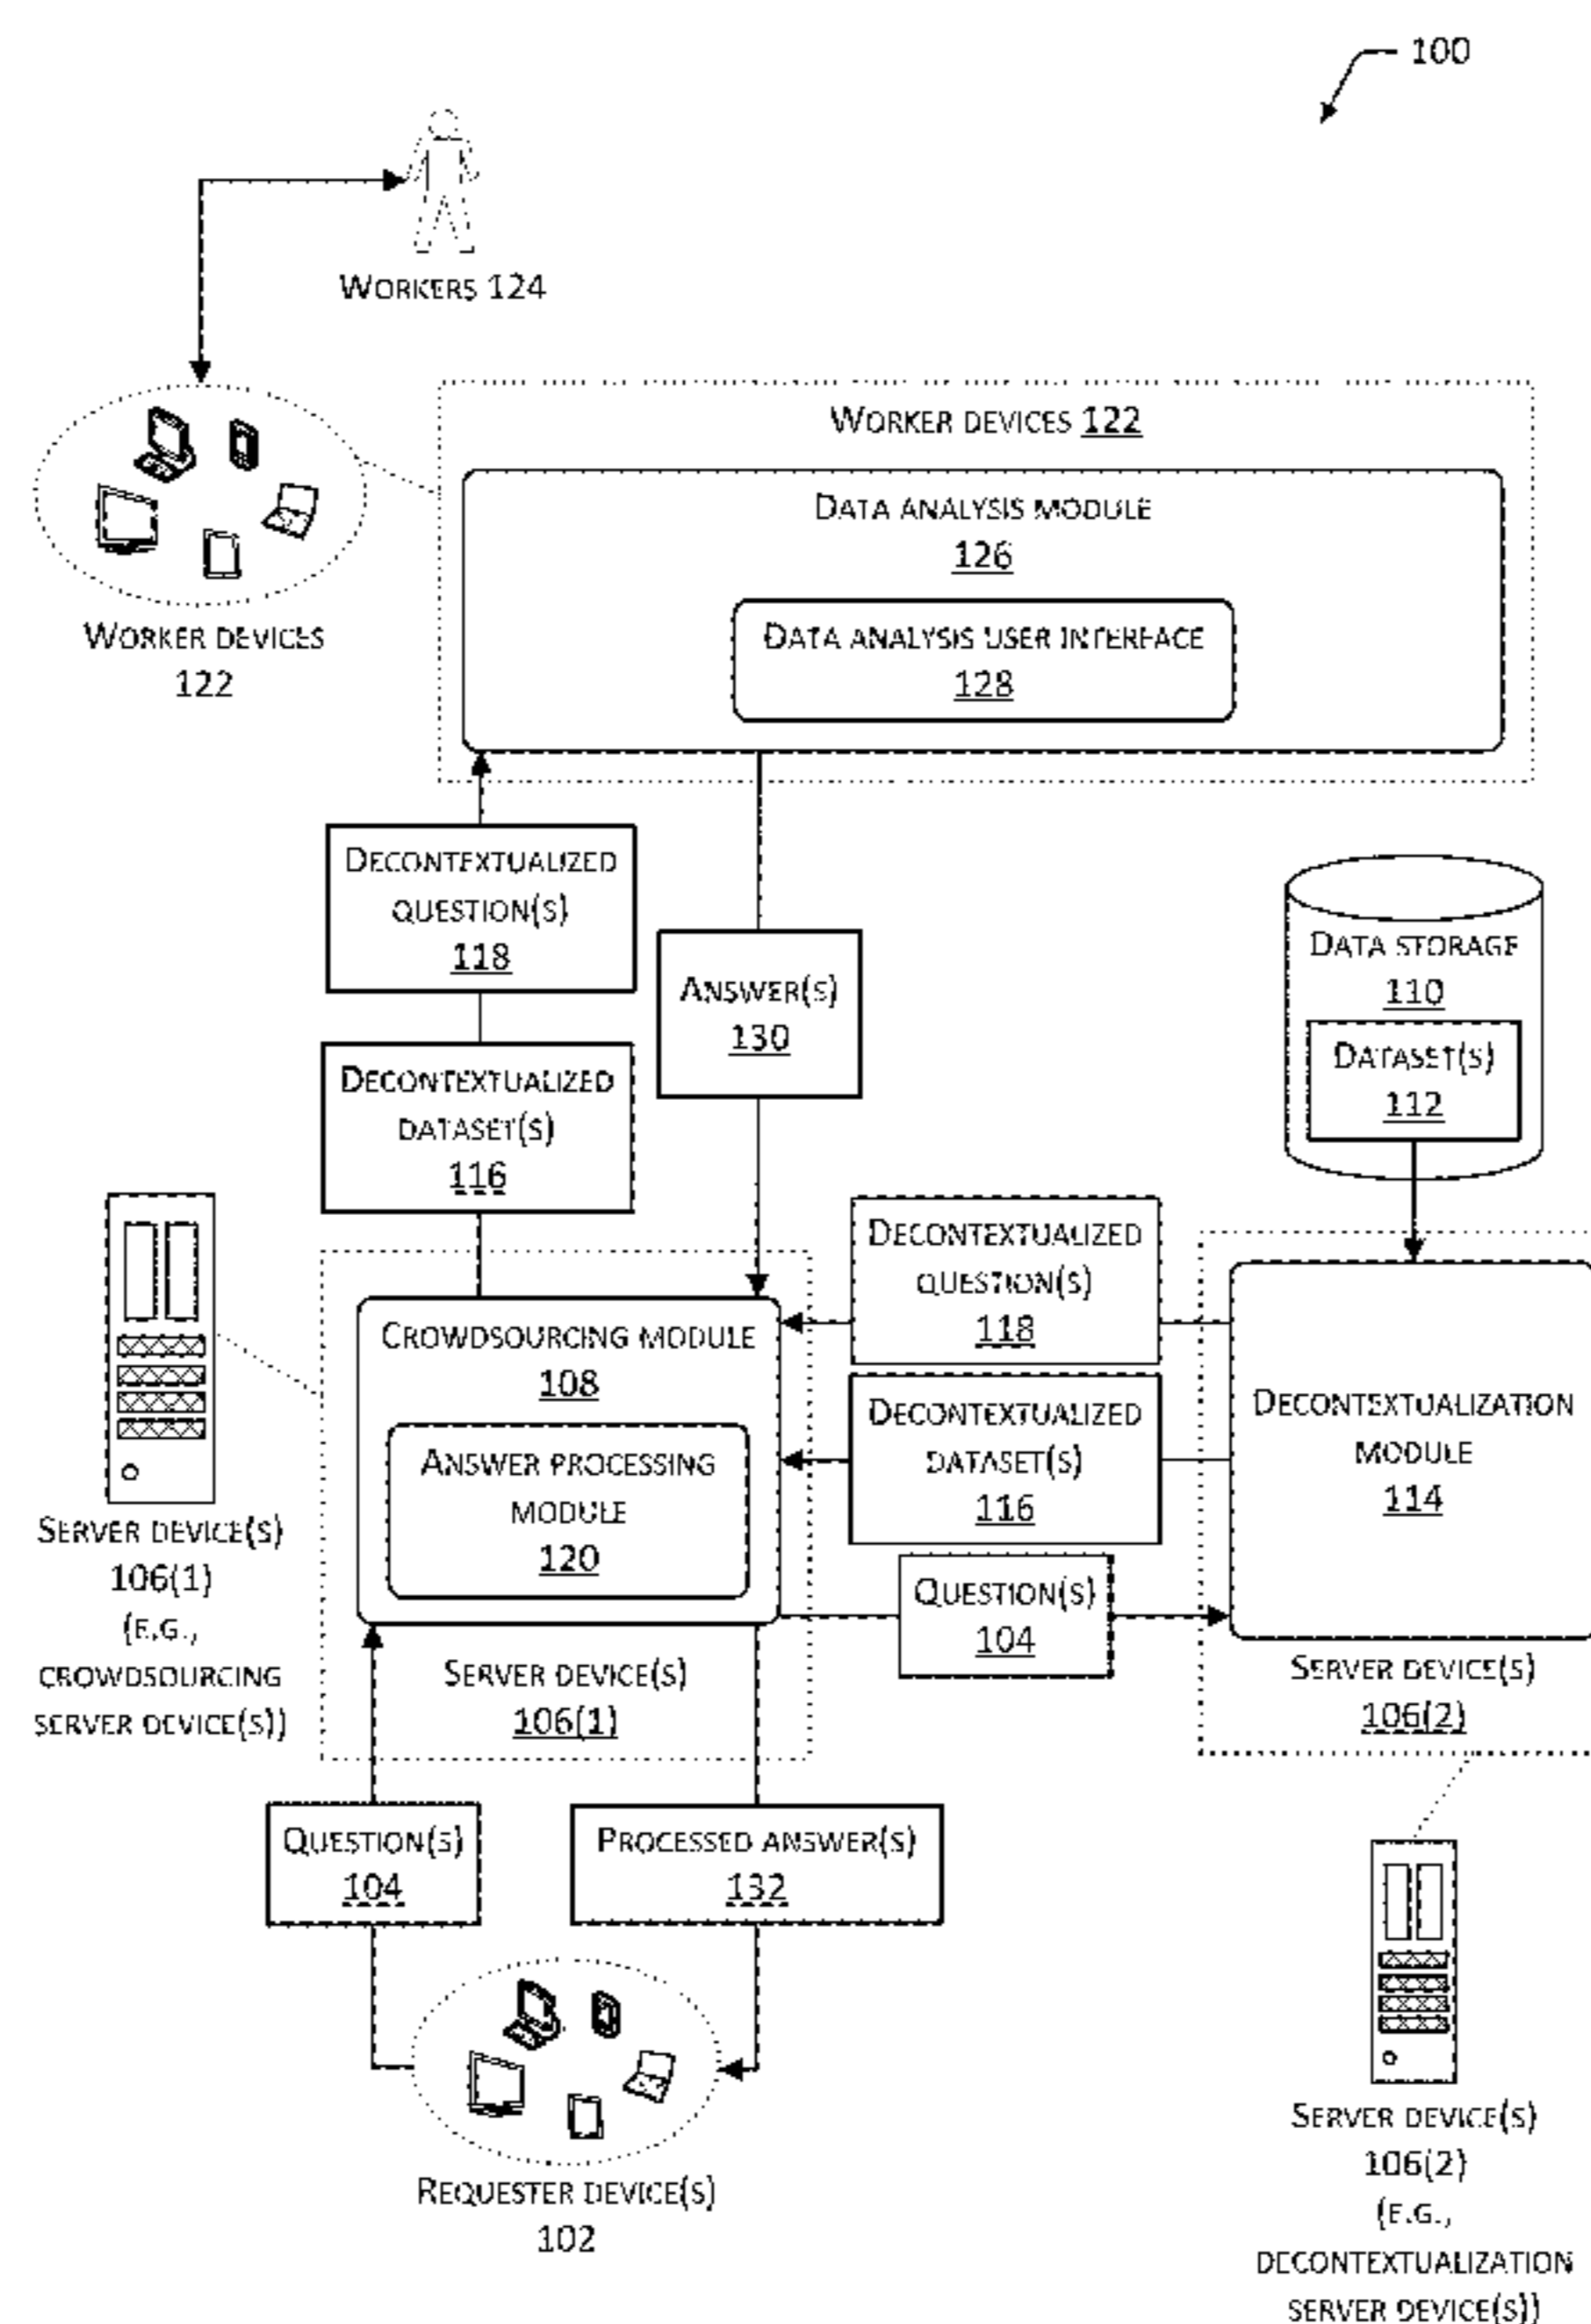 100
WORKERS 124
WORKER DEVICES 122
DATA ANALYSIS MODULE
126
DATA ANALYSIS USER INTERFACE
128
WORKER DEVICES
122
DECONTEXTUALIZED
QUESTION(S)
118
ANSWER(S)
130
DATA STORAGE
110
DATASET(S)
112
DECONTEXTUALIZED
DATASET(S)
116
DECONTEXTUALIZED
QUESTION(S)
118
CROWDSOURCING MODULE
108
DECONTEXTUALIZED
DATASET(S)
116
DECONTEXTUALIZATION
MODULE
114
ANSWER PROCESSING
MODULE
120
QUESTION(S)
104
SERVER DEVICE(S)
106(1)
(E.G.,
CROWDSOURCING
SERVER DEVICE(S))
SERVER DEVICE(S)
106(1)
SERVER DEVICE(S)
106(2)
QUESTION(S)
104
PROCESSED ANSWER(S)
132
REQUESTER DEVICE(S)
102
SERVER DEVICE(S)
106(2)
(E.G.,
DECONTEXTUALIZATION
SERVER DEVICE(S))